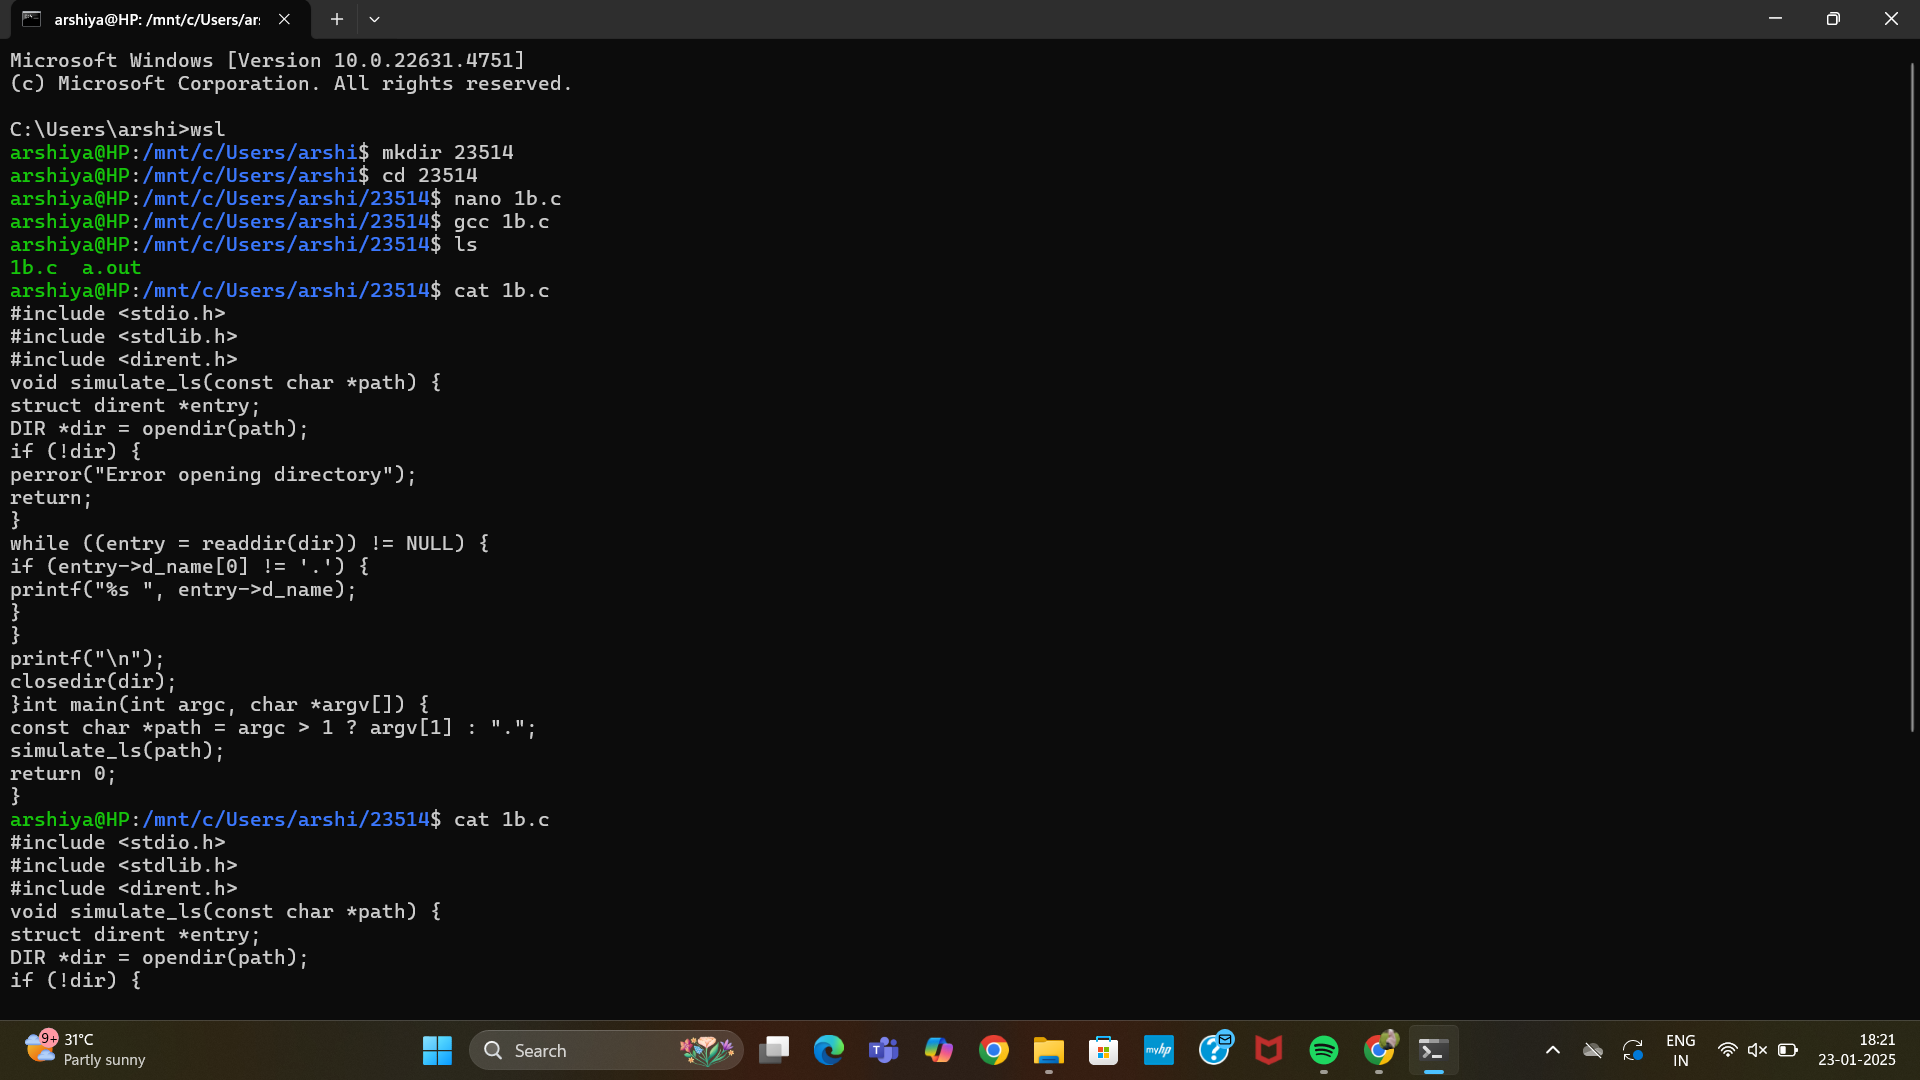 arshiya@HP: /mnt/c/Users/ar
Microsoft Windows [Version 10.0.22631.4751]
(c) Microsoft Corporation. All rights reserved.
C:\Users\arshi>wsl
arshiya@HP:/mnt/c/Users/arshi$ mkdir 23514
arshiya@HP:/mnt/c/Users/arshi$ cd 23514
arshiya@HP:/mnt/c/Users/arshi/23514$ nano 1b.c
arshiya@HP:/mnt/c/Users/arshi/23514$ gcc 1b.c
arshiya@HP:/mnt/c/Users/arshi/23514$ ls
1b.c  a.out
arshiya@HP:/mnt/c/Users/arshi/23514$ cat 1b.c
#include <stdio.h>
#include <stdlib.h>
#include <dirent.h>
void simulate_ls(const char *path) {
struct dirent *entry;
DIR *dir = opendir(path);
if (!dir) {
perror("Error opening directory");
return;
}
while ((entry = readdir(dir)) != NULL) {
if (entry->d_name[0] != '.') {
printf("%s ", entry->d_name);
}
}
printf("\n");
closedir(dir);
}int main(int argc, char *argv[]) {
const char *path = argc > 1 ? argv[1] : ".";
simulate_ls(path);
return 0;
}
arshiya@HP:/mnt/c/Users/arshi/23514$ cat 1b.c
#include <stdio.h>
#include <stdlib.h>
#include <dirent.h>
void simulate_ls(const char *path) {
struct dirent *entry;
DIR *dir = opendir(path);
if (!dir) {
9+ 31°C
Partly sunny
Search
myhp
ENG
IN
18:21
23-01-2025